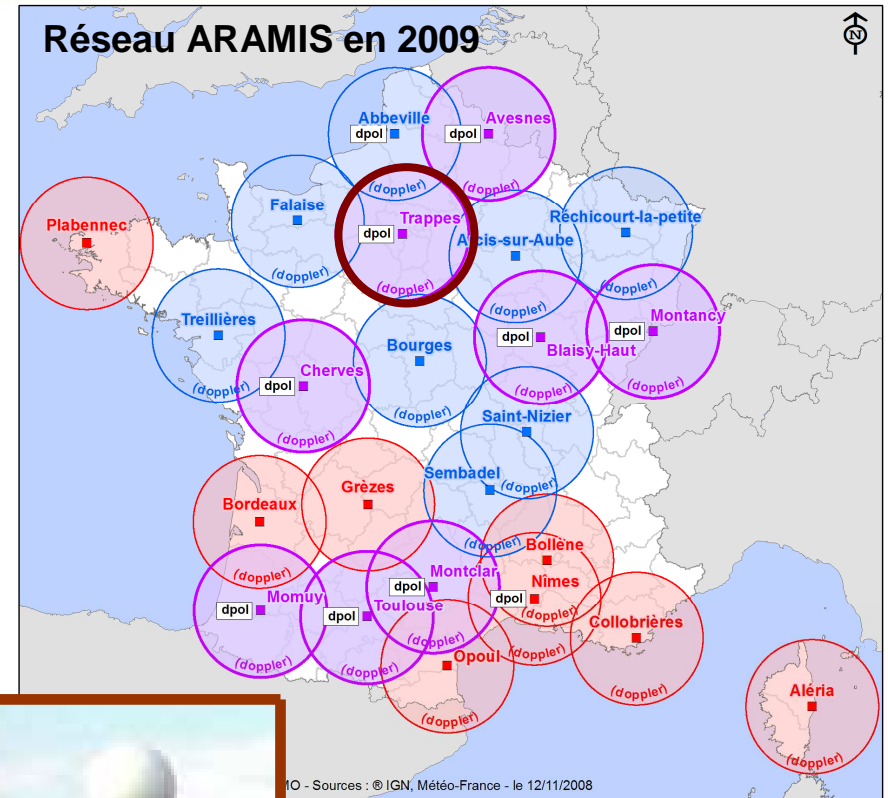 Réseau ARAMIS en 2009
N
Abbeville
dpol
(doppler)
Avesnes
dpol
(doppler)
Falaise
(doppler)
Trappes
dpol
(doppler)
Arcis-sur-Aube
(doppler)
Réchicourt-la-petite
(doppler)
Plabennec
Treillières
(doppler)
Cherves
dpol
(doppler)
Bourges
(doppler)
dpol
Blaisy-Haut
(doppler)
Montancy
dpol
(doppler)
Saint-Nizier
(doppler)
Sembadel
(doppler)
Bordeaux
(doppler)
Grèzes
Bollène
(doppler)
Nîmes
dpol
(doppler)
Montclar
dpol
(doppler)
Momuy
dpol
(doppler)
Toulouse
dpol
(doppler)
Opoul
(doppler)
Collobrières
(doppler)
Aléria
(doppler)
MO - Sources : ® IGN, Météo-France - le 12/11/2008